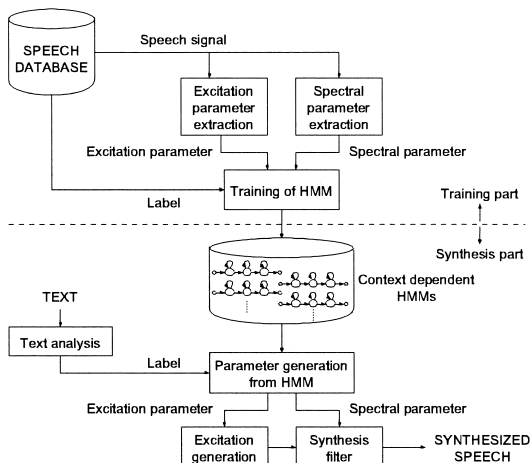 SPEECH
DATABASE
Speech signal
Excitation
parameter
extraction
Spectral
parameter
extraction
Excitation parameter
Spectral parameter
Training of HMM
Label
Training part
Synthesis part
Context dependent
HMMs
TEXT
Text analysis
Label
Parameter generation
from HMM
Excitation parameter
Spectral parameter
Excitation
generation
Synthesis
filter
SYNTHESIZED
SPEECH